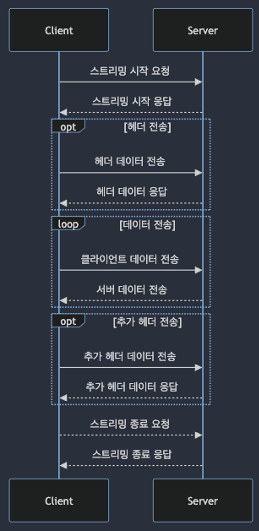 Client Server
스트리밍 시작 요청
스트리밍 시작 응답
opt [헤더 전송]
헤더 데이터 전송
헤더 데이터 응답
loop [데이터 전송]
클라이언트 데이터 전송
서버 데이터 전송
opt [추가 헤더 전송]
추가 헤더 데이터 전송
추가 헤더 데이터 응답
스트리밍 종료 요청
스트리밍 종료 응답
Client Server